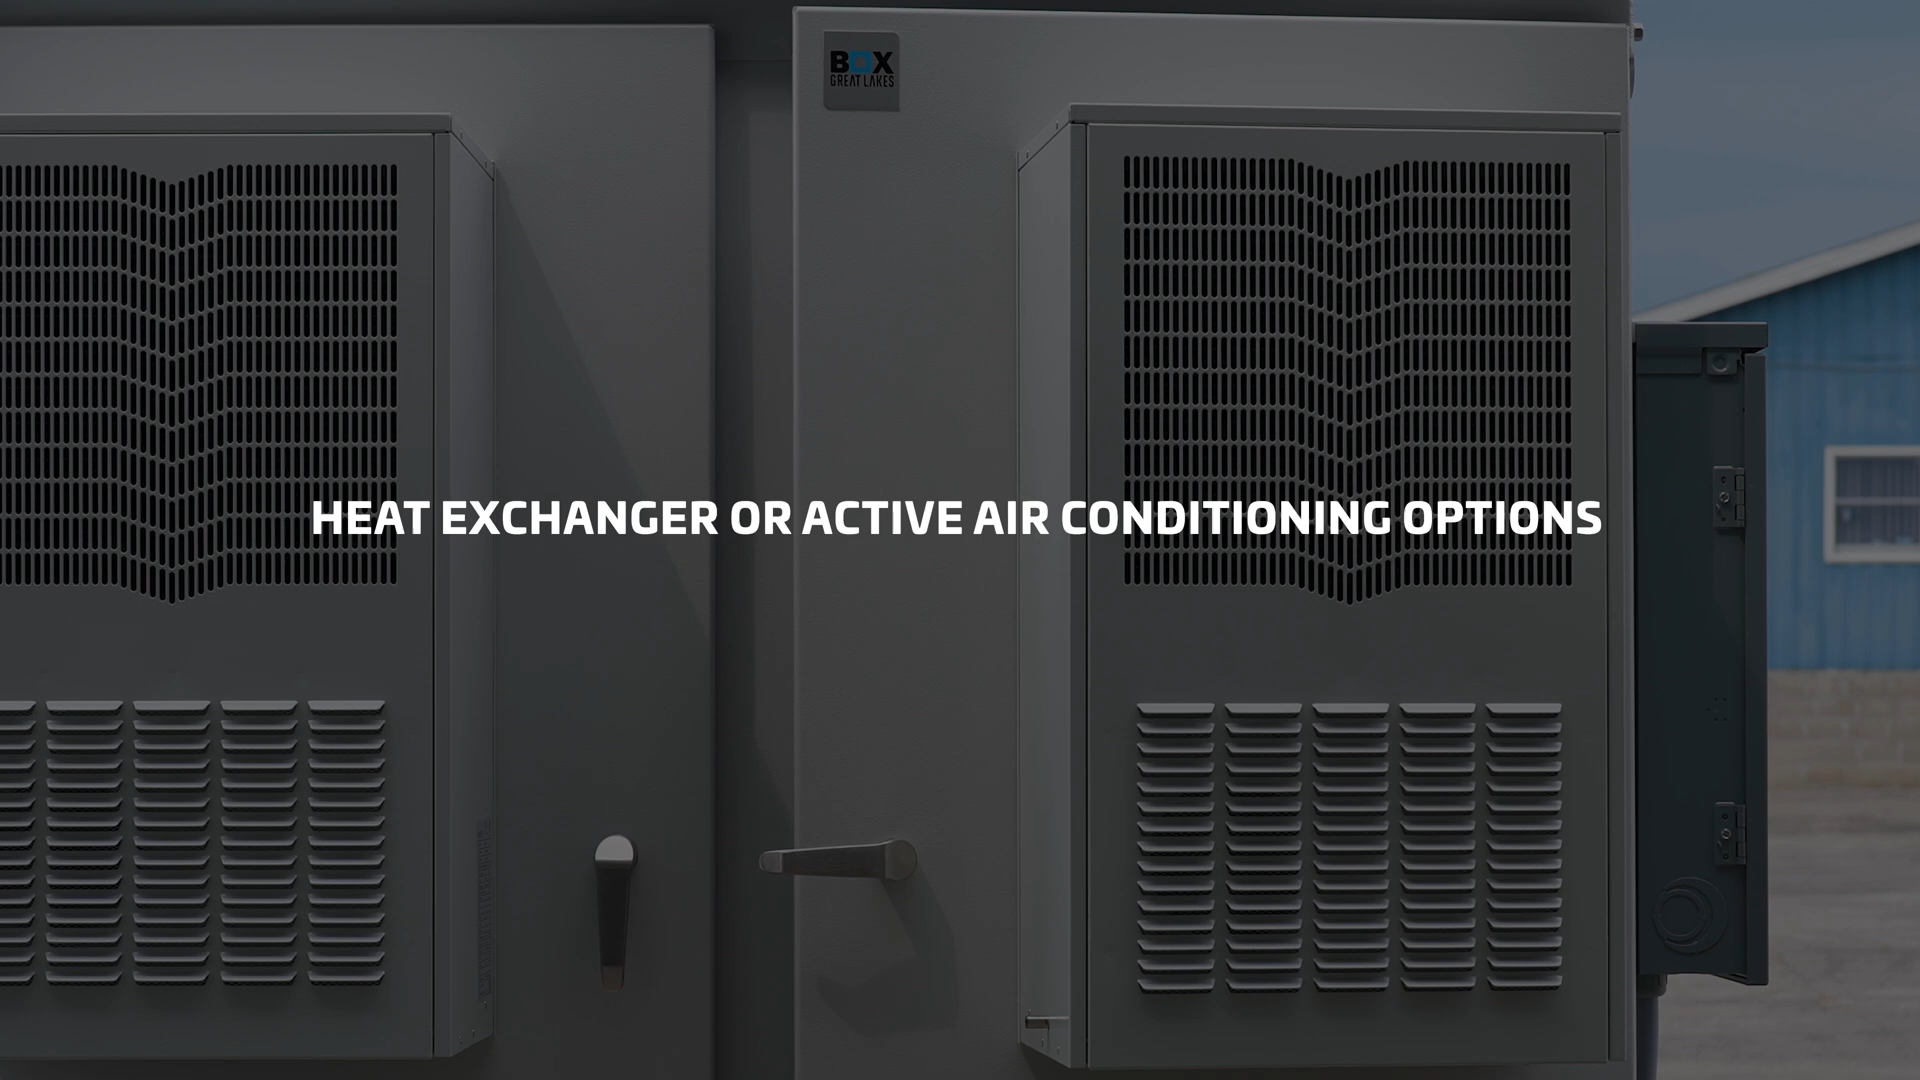 BOX
GREAT LAKES
HEAT EXCHANGER OR ACTIVE AIR CONDITIONING OPTIONS